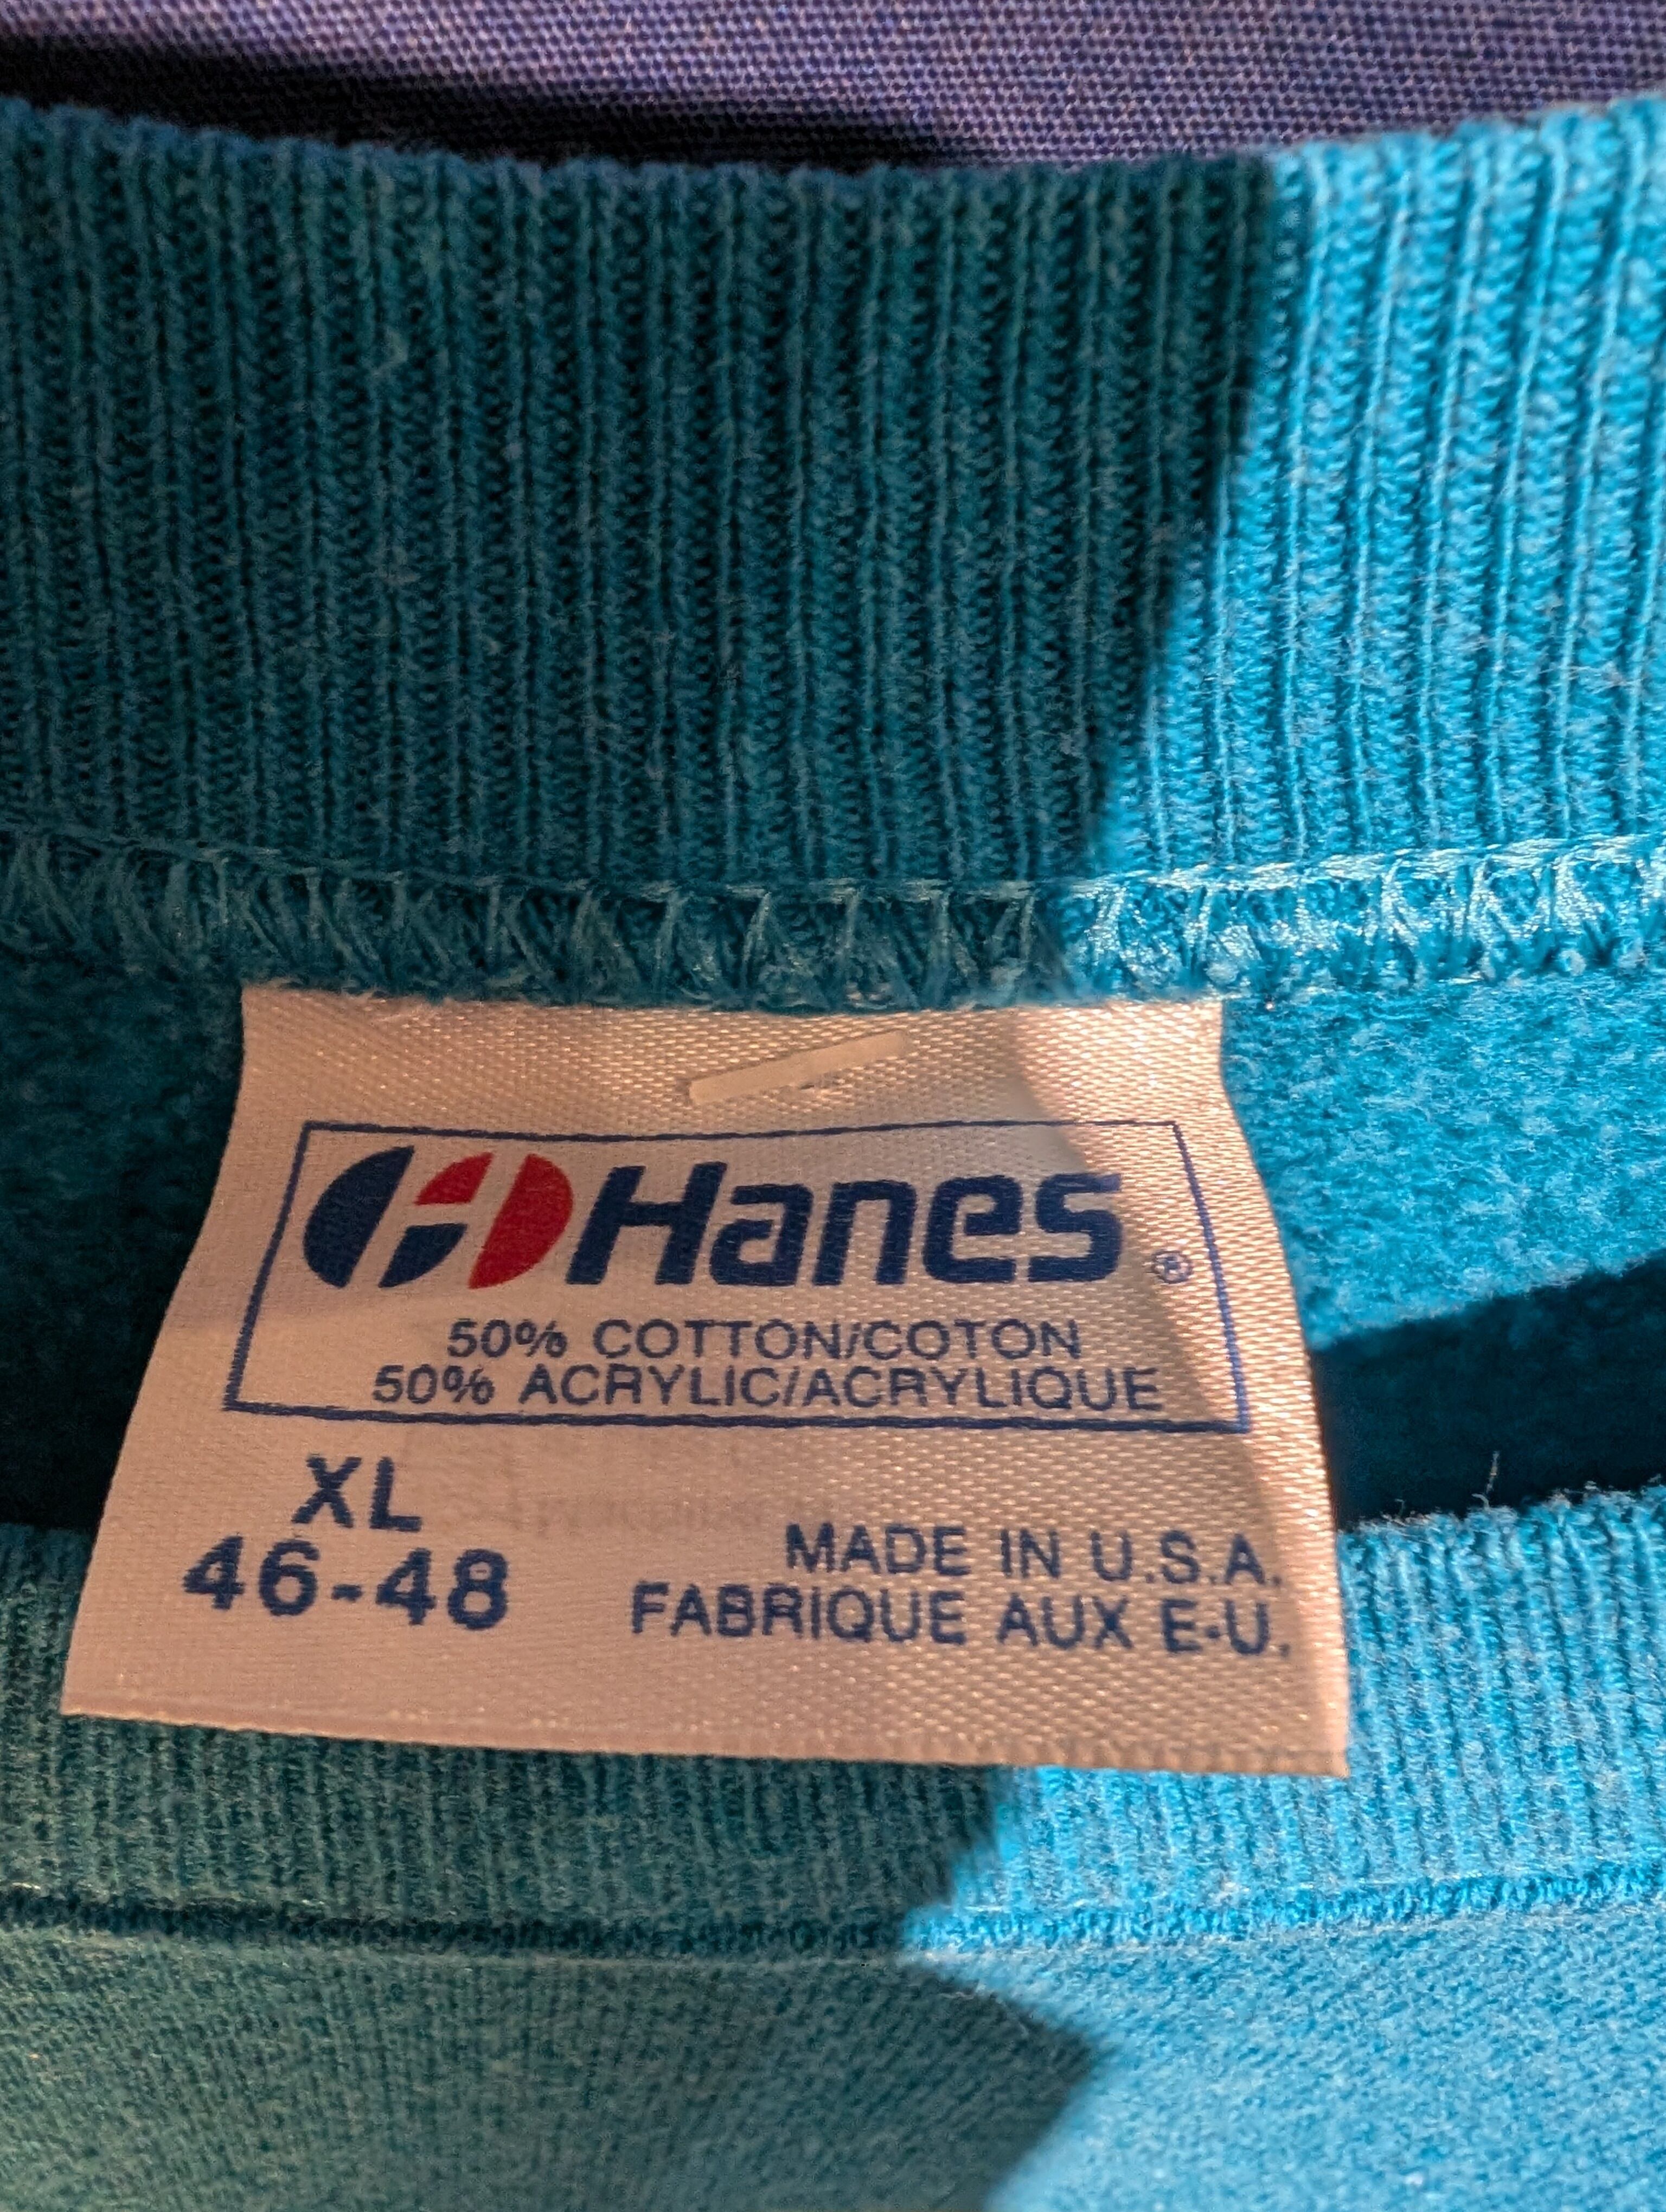 Hanes®
50% COTTON/COTON
50% ACRYLIC/ACRYLIQUE
XL
46-48
MADE IN U.S.A.
FABRIQUE AUX E-U.